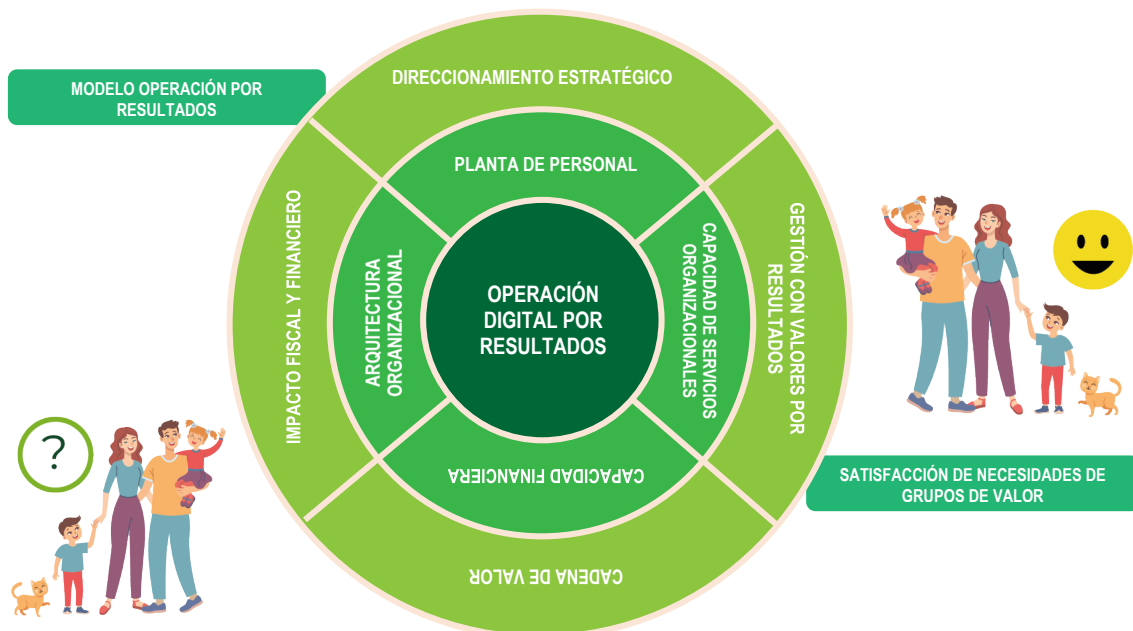 MODELO OPERACIÓN POR
RESULTADOS
DIRECCIONAMIENTO ESTRATÉGICO
PLANTA DE PERSONAL
IMPACTO FISCAL Y FINANCIERO
ARQUITECTURA
ORGANIZACIONAL
OPERACIÓN
DIGITAL POR
RESULTADOS
CAPACIDAD DE SERVICIOS
ORGANIZACIONALES
GESTIÓN CON VALORES POR
RESULTADOS
?
CAPACIDAD FINANCIERA
SATISFACCIÓN DE NECESIDADES DE
GRUPOS DE VALOR
CADENA DE VALOR